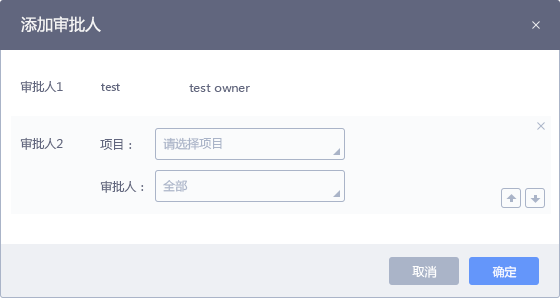 添加审批人
审批人1 test test owner
审批人2 项目： 请选择项目
审批人： 全部
取消 确定